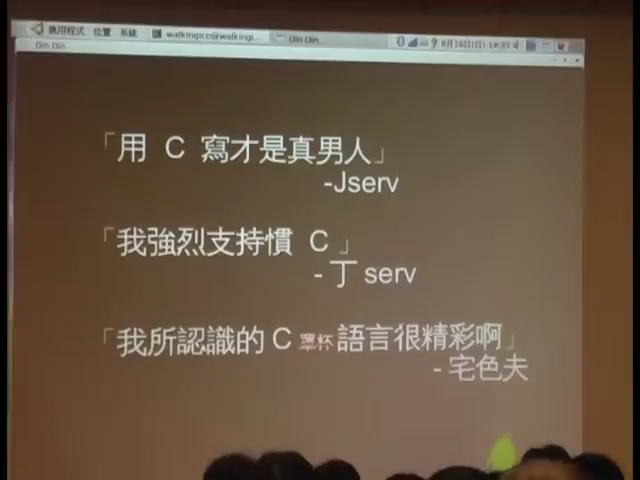 應用程式 位置 系統 walkingice@walkingi... Din Din...
Din Din
「用 C 寫才是真男人」
-Jserv
「我強烈支持慣 C 」
- 丁 serv
「我所認識的 C 罩杯 語言很精彩啊」
- 宅色夫